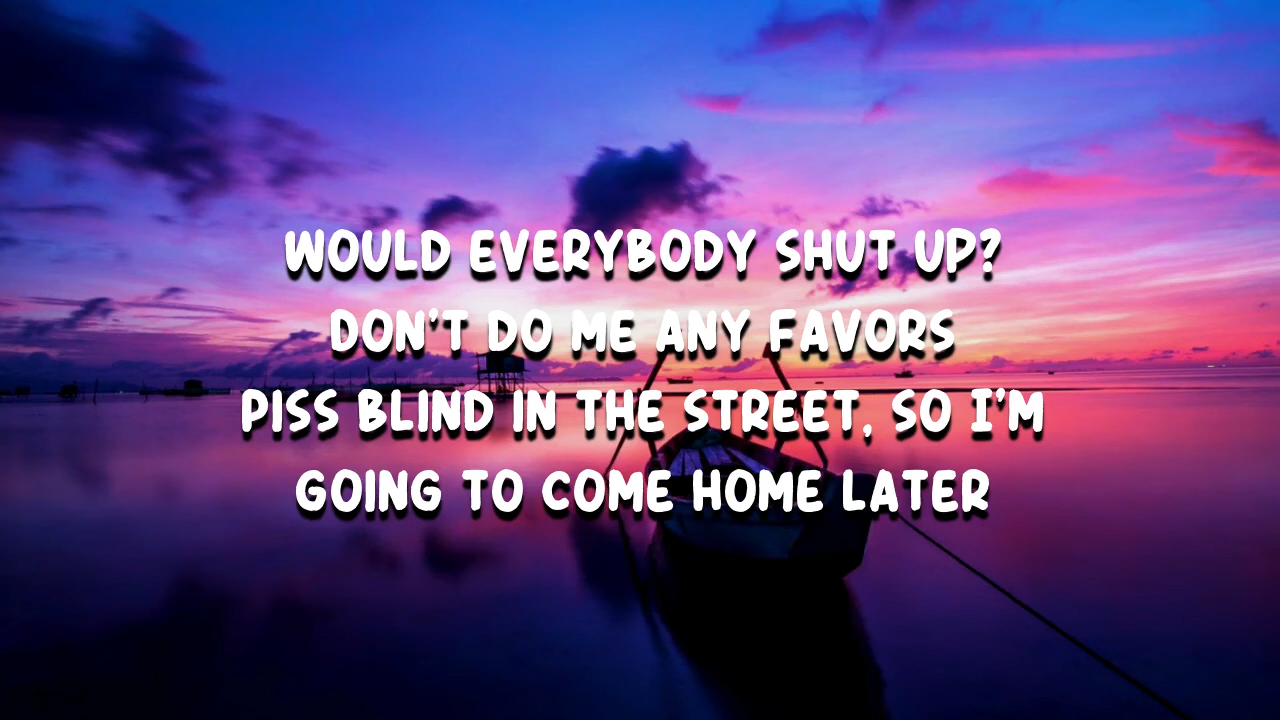 WOULD EVERYBODY SHUT UP?
DON'T DO ME ANY FAVORS
PISS BLIND IN THE STREET, SO I'M
GOING TO COME HOME LATER